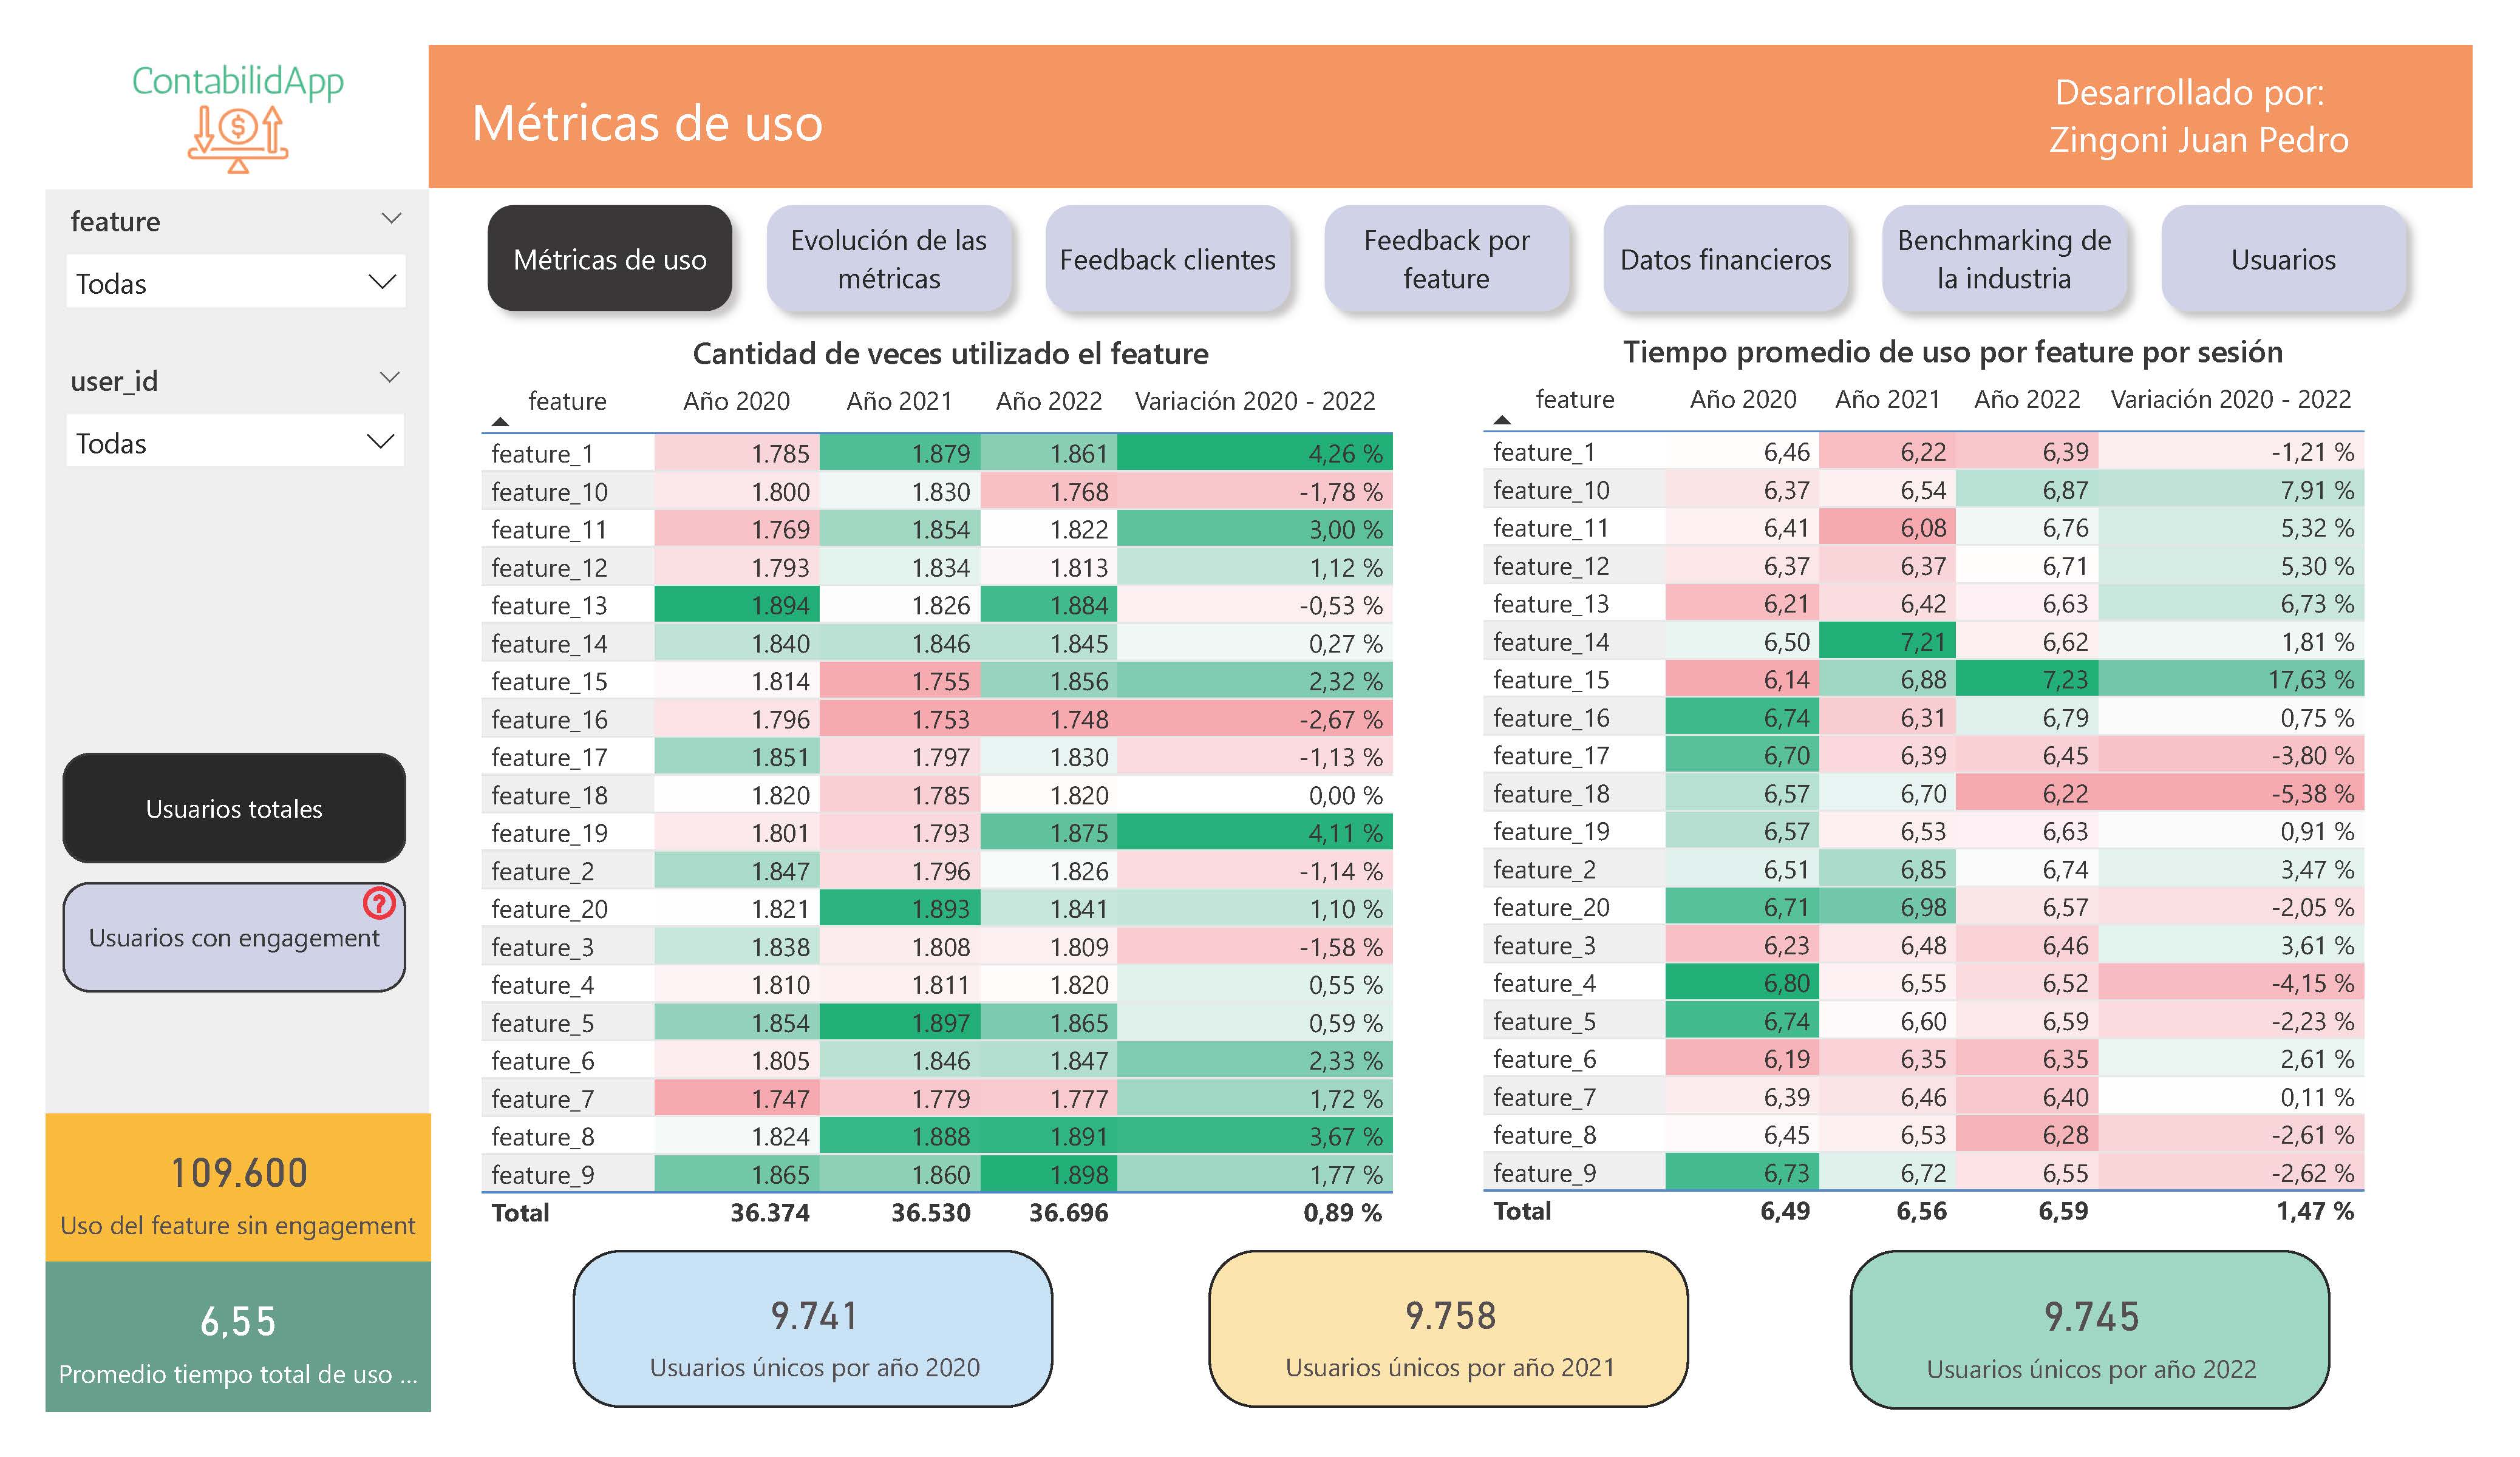 ContabilidApp
$
Métricas de uso
Desarrollado por:
Zingoni Juan Pedro
feature
Todas
user_id
Todas
Usuarios totales
?
Usuarios con engagement
109.600
Uso del feature sin engagement
6,55
Promedio tiempo total de uso ...
Métricas de uso
Evolución de las
métricas
Feedback clientes
Feedback por
feature
Datos financieros
Benchmarking de
la industria
Usuarios
Cantidad de veces utilizado el feature
feature Año 2020 Año 2021 Año 2022 Variación 2020 - 2022
feature_1 1.785 1.879 1.861 4,26 %
feature_10 1.800 1.830 1.768 -1,78 %
feature_11 1.769 1.854 1.822 3,00 %
feature_12 1.793 1.834 1.813 1,12 %
feature_13 1.894 1.826 1.884 -0,53 %
feature_14 1.840 1.846 1.845 0,27 %
feature_15 1.814 1.755 1.856 2,32 %
feature_16 1.796 1.753 1.748 -2,67 %
feature_17 1.851 1.797 1.830 -1,13 %
feature_18 1.820 1.785 1.820 0,00 %
feature_19 1.801 1.793 1.875 4,11 %
feature_2 1.847 1.796 1.826 -1,14 %
feature_20 1.821 1.893 1.841 1,10 %
feature_3 1.838 1.808 1.809 -1,58 %
feature_4 1.810 1.811 1.820 0,55 %
feature_5 1.854 1.897 1.865 0,59 %
feature_6 1.805 1.846 1.847 2,33 %
feature_7 1.747 1.779 1.777 1,72 %
feature_8 1.824 1.888 1.891 3,67 %
feature_9 1.865 1.860 1.898 1,77 %
Total 36.374 36.530 36.696 0,89 %
Tiempo promedio de uso por feature por sesión
feature Año 2020 Año 2021 Año 2022 Variación 2020 - 2022
feature_1 6,46 6,22 6,39 -1,21 %
feature_10 6,37 6,54 6,87 7,91 %
feature_11 6,41 6,08 6,76 5,32 %
feature_12 6,37 6,37 6,71 5,30 %
feature_13 6,21 6,42 6,63 6,73 %
feature_14 6,50 7,21 6,62 1,81 %
feature_15 6,14 6,88 7,23 17,63 %
feature_16 6,74 6,31 6,79 0,75 %
feature_17 6,70 6,39 6,45 -3,80 %
feature_18 6,57 6,70 6,22 -5,38 %
feature_19 6,57 6,53 6,63 0,91 %
feature_2 6,51 6,85 6,74 3,47 %
feature_20 6,71 6,98 6,57 -2,05 %
feature_3 6,23 6,48 6,46 3,61 %
feature_4 6,80 6,55 6,52 -4,15 %
feature_5 6,74 6,60 6,59 -2,23 %
feature_6 6,19 6,35 6,35 2,61 %
feature_7 6,39 6,46 6,40 0,11 %
feature_8 6,45 6,53 6,28 -2,61 %
feature_9 6,73 6,72 6,55 -2,62 %
Total 6,49 6,56 6,59 1,47 %
9.741
Usuarios únicos por año 2020
9.758
Usuarios únicos por año 2021
9.745
Usuarios únicos por año 2022